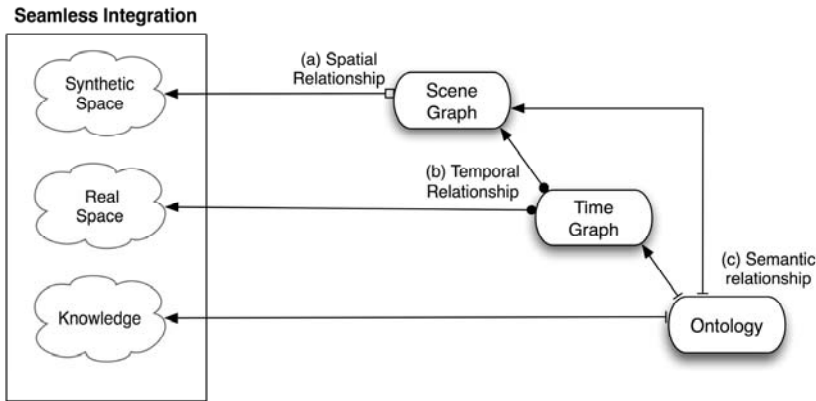 Seamless Integration
Synthetic
Space
Real
Space
Knowledge
(a) Spatial
Relationship
Scene
Graph
(b) Temporal
Relationship
Time
Graph
(c) Semantic
relationship
Ontology